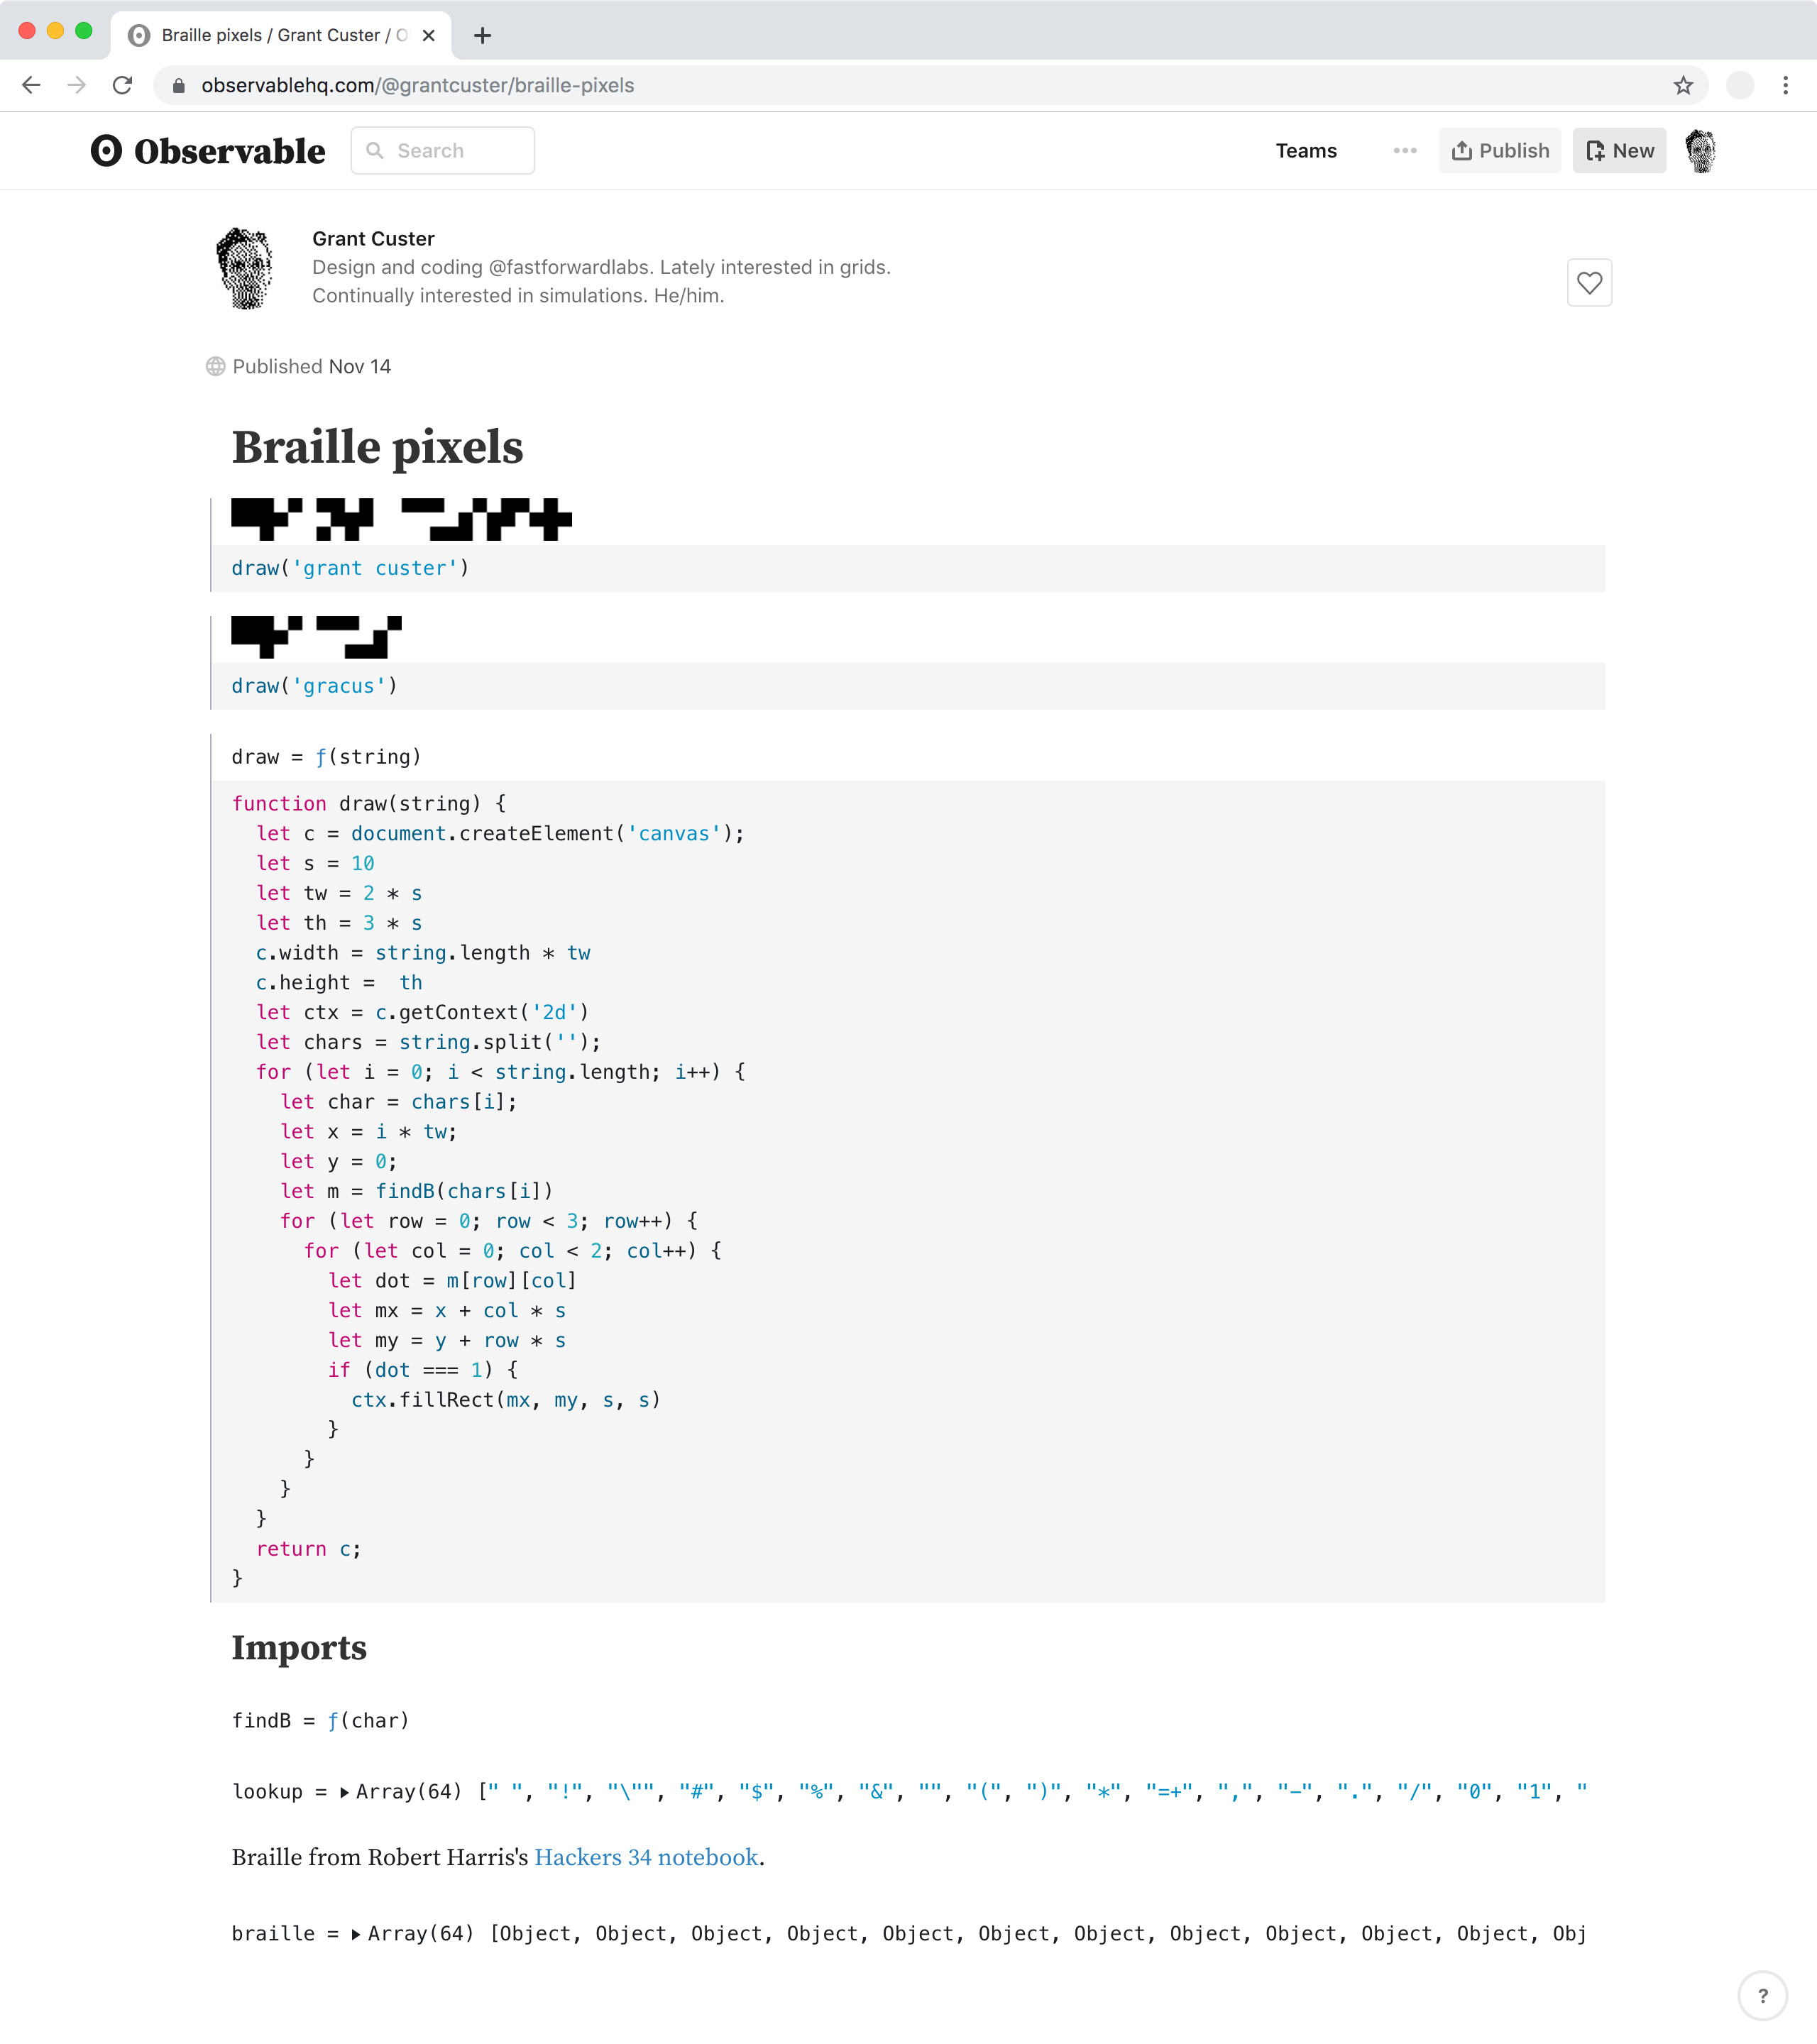 Braille pixels / Grant Custer / O
observablehq.com/@grantcuster/braille-pixels
Observable
Search
Teams
Publish
New
Grant Custer
Design and coding @fastforwardlabs. Lately interested in grids.
Continually interested in simulations. He/him.
Published Nov 14
Braille pixels
draw('grant custer')
draw('gracus')
draw = ƒ(string)
function draw(string) {
  let c = document.createElement('canvas');
  let s = 10
  let tw = 2 * s
  let th = 3 * s
  c.width = string.length * tw
  c.height =  th
  let ctx = c.getContext('2d')
  let chars = string.split('');
  for (let i = 0; i < string.length; i++) {
    let char = chars[i];
    let x = i * tw;
    let y = 0;
    let m = findB(chars[i])
    for (let row = 0; row < 3; row++) {
      for (let col = 0; col < 2; col++) {
        let dot = m[row][col]
        let mx = x + col * s
        let my = y + row * s
        if (dot === 1) {
          ctx.fillRect(mx, my, s, s)
        }
      }
    }
  }
  return c;
}
Imports
findB = ƒ(char)
lookup = ▸Array(64) [" ", "!", "\"", "#", "$", "%", "&", "", "(", ")", "*", "=+", ",", "-", ".", "/", "0", "1", "
Braille from Robert Harris's Hackers 34 notebook.
braille = ▸Array(64) [Object, Object, Object, Object, Object, Object, Object, Object, Object, Object, Object, Obj
?